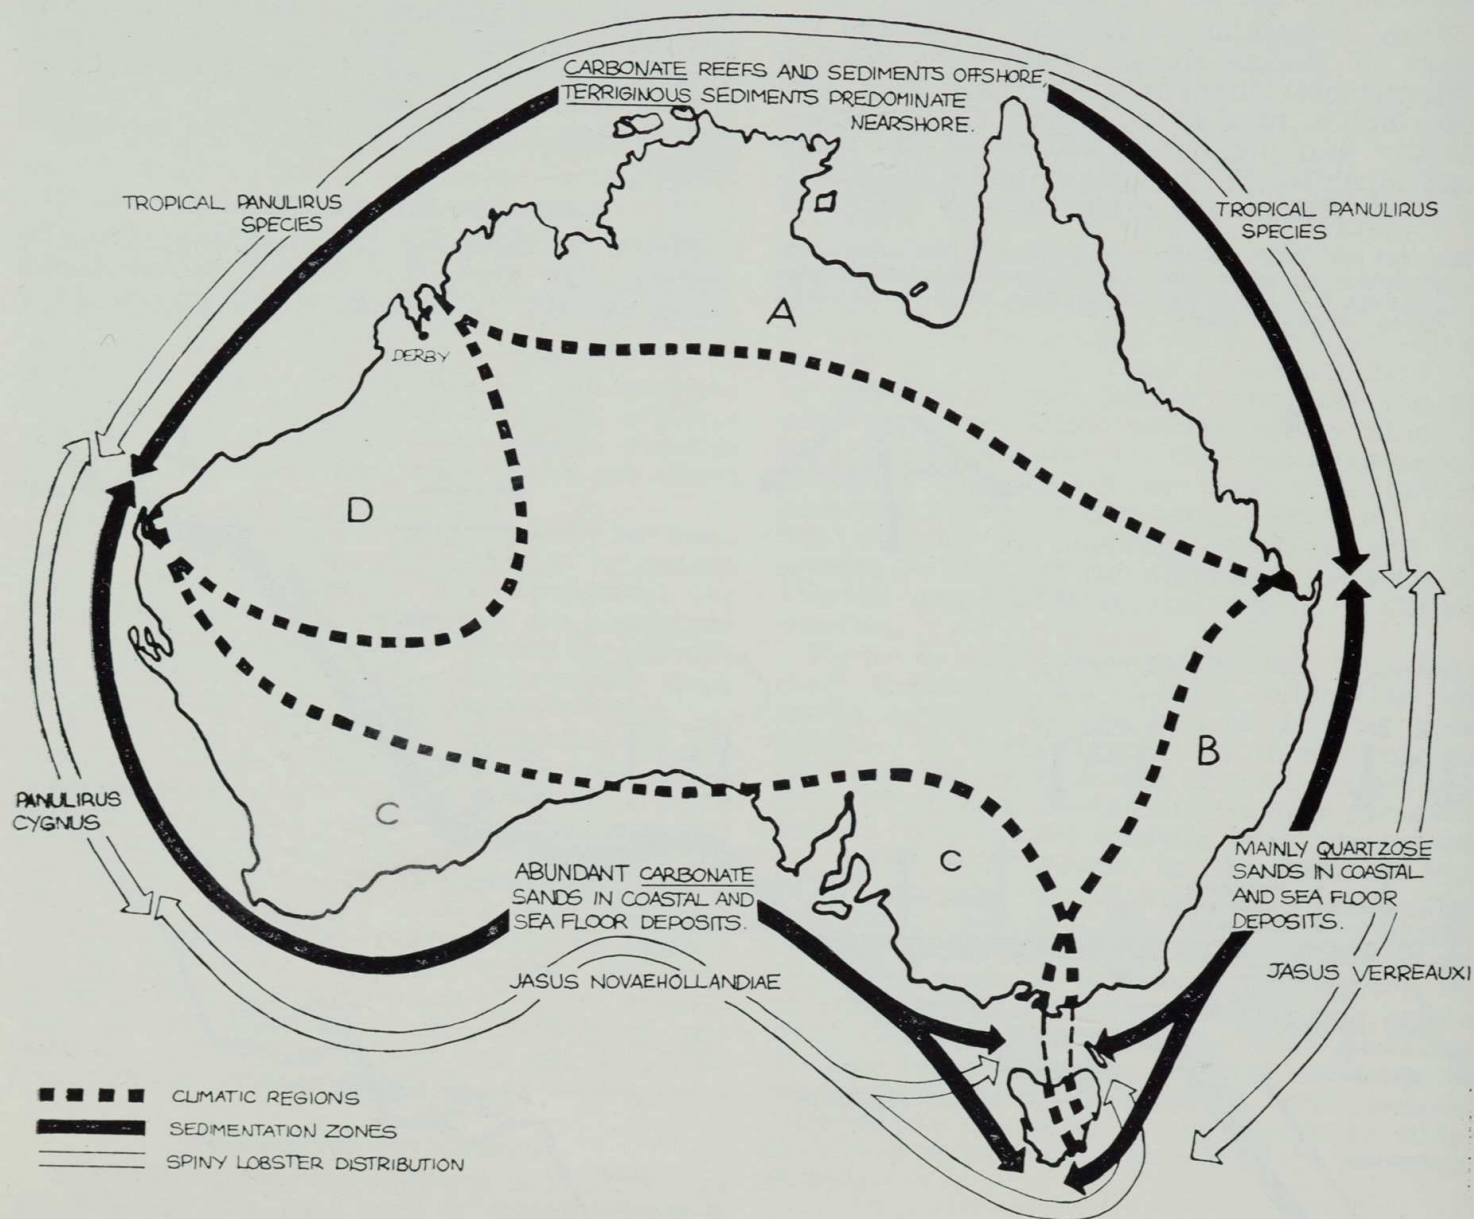 CARBONATE REEFS AND SEDIMENTS OFFSHORE,
TERRIGINOUS SEDIMENTS PREDOMINATE
NEARSHORE.
TROPICAL PANULIRUS
SPECIES
TROPICAL PANULIRUS
SPECIES
A
DERBY
D
B
PANULIRUS
CYGNUS
C
C
ABUNDANT CARBONATE
SANDS IN COASTAL AND
SEA FLOOR DEPOSITS.
MAINLY QUARTZOSE
SANDS IN COASTAL
AND SEA FLOOR
DEPOSITS.
JASUS NOVAEHOLLANDIAE
JASUS VERREAUXI
CLIMATIC REGIONS
SEDIMENTATION ZONES
SPINY LOBSTER DISTRIBUTION